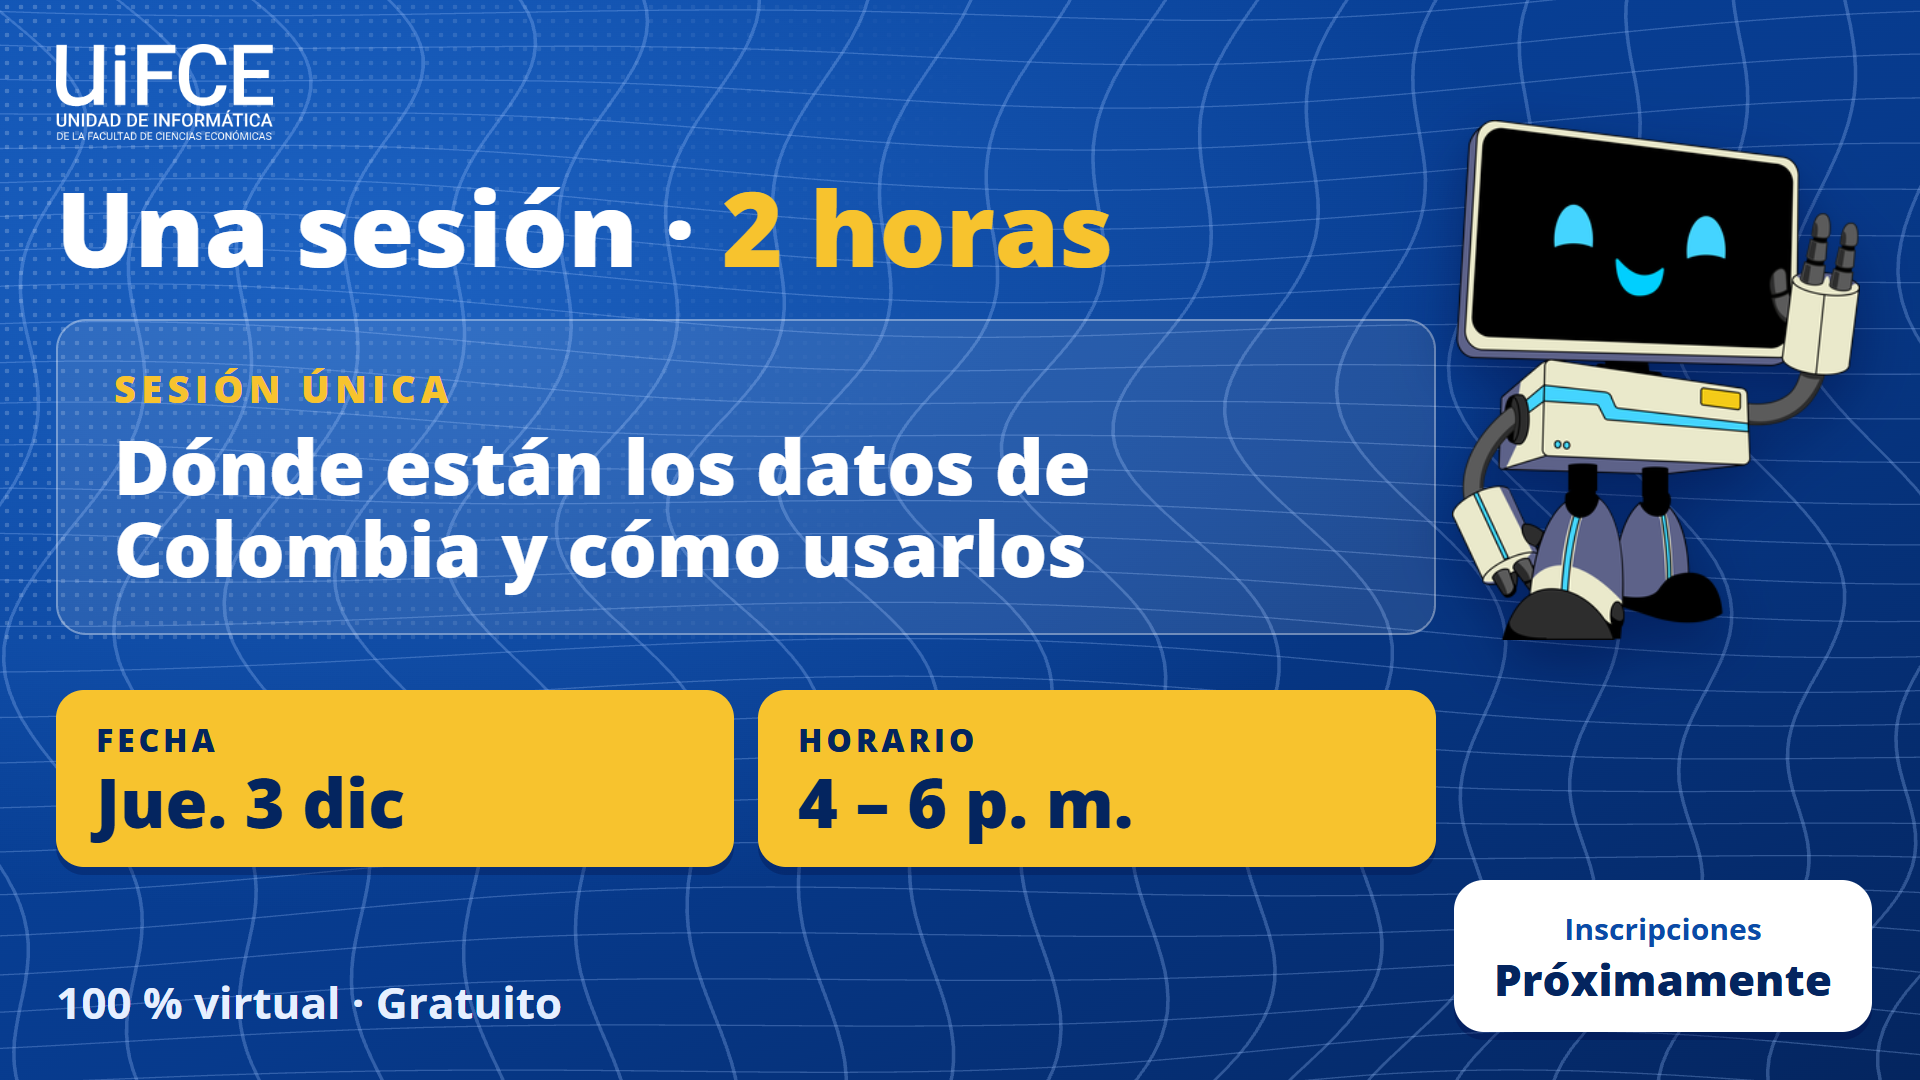 UiFCE
UNIDAD DE INFORMÁTICA
DE LA FACULTAD DE CIENCIAS ECONÓMICAS
Una sesión · 2 horas
SESIÓN ÚNICA
Dónde están los datos de
Colombia y cómo usarlos
FECHA
Jue. 3 dic
HORARIO
4 – 6 p. m.
Inscripciones
Próximamente
100 % virtual · Gratuito